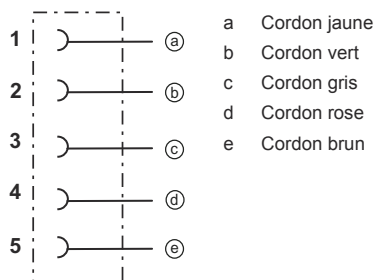 1 ⓐ
2 ⓑ
3 ⓒ
4 ⓓ
5 ⓔ
a Cordon jaune
b Cordon vert
c Cordon gris
d Cordon rose
e Cordon brun